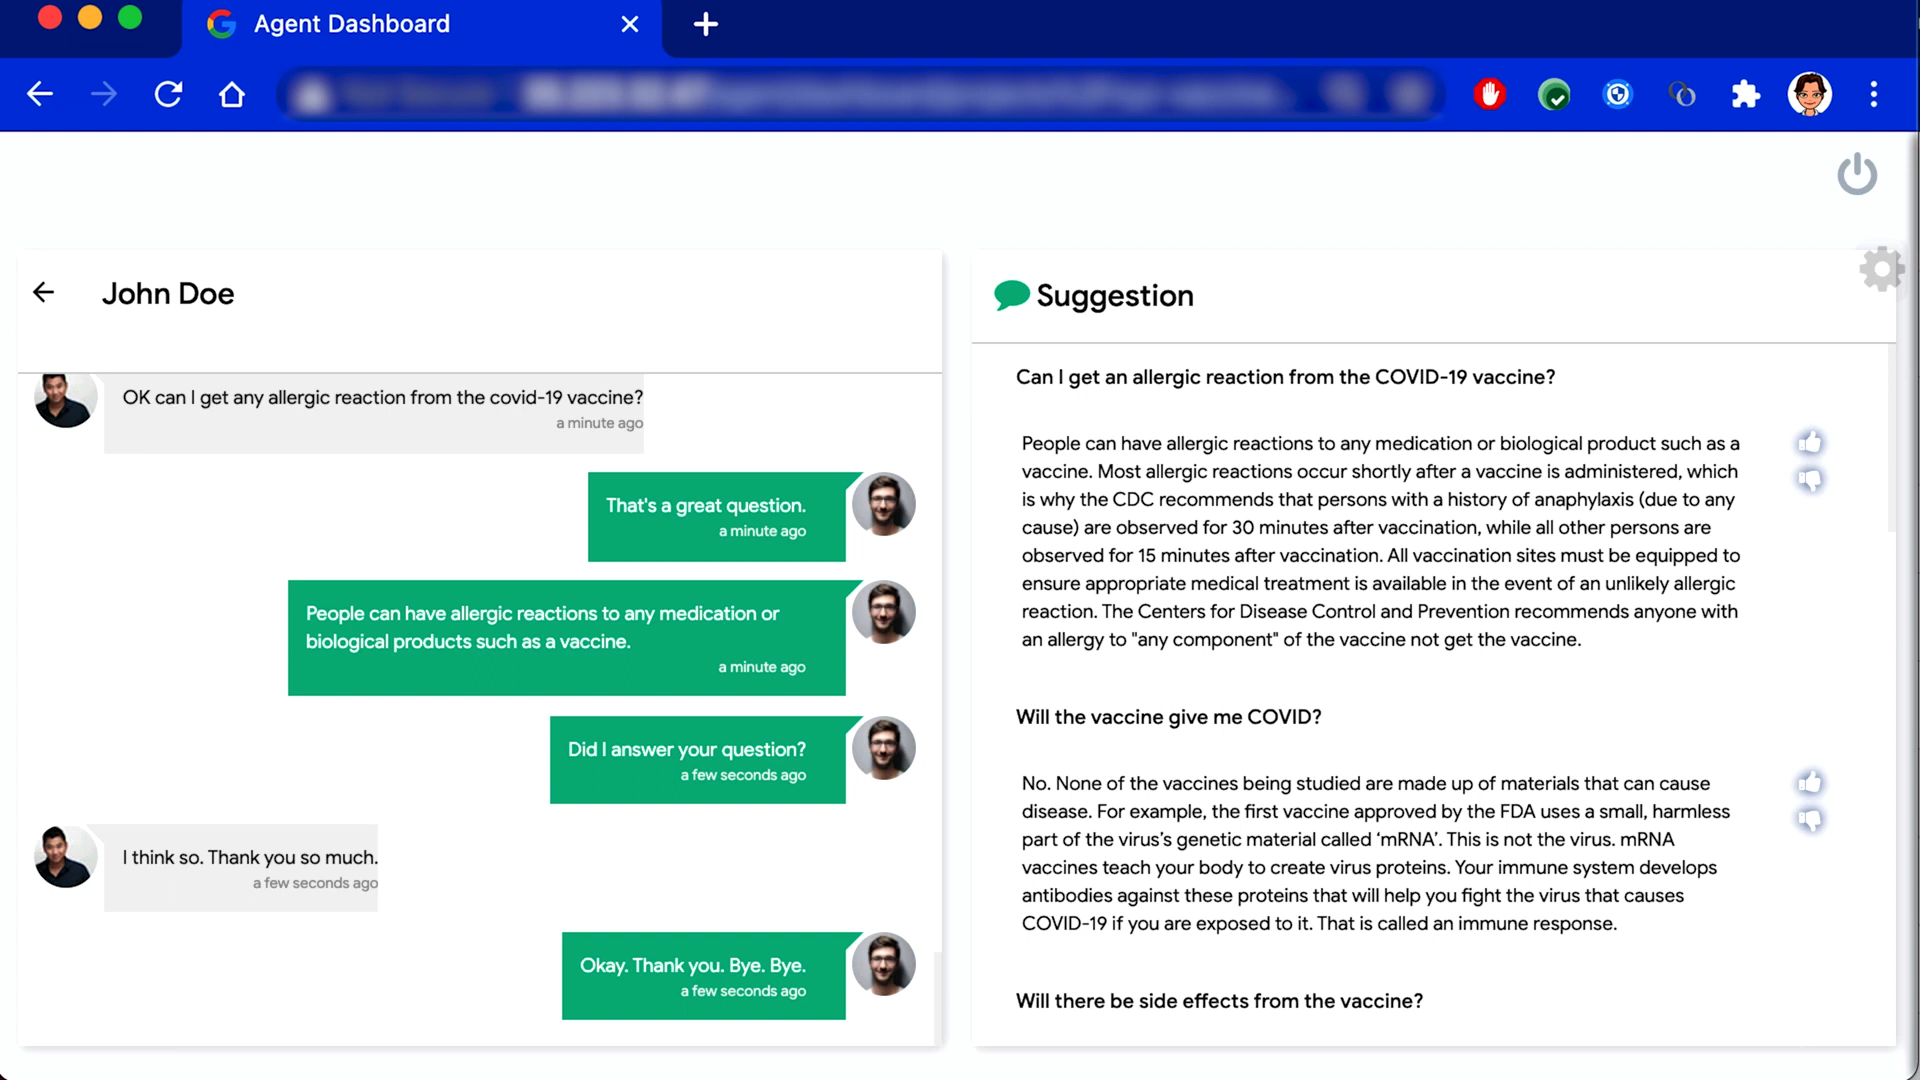 Agent Dashboard
John Doe
OK can I get any allergic reaction from the covid-19 vaccine?
a minute ago
That's a great question.
a minute ago
People can have allergic reactions to any medication or
biological products such as a vaccine.
a minute ago
Did I answer your question?
a few seconds ago
I think so. Thank you so much.
a few seconds ago
Okay. Thank you. Bye. Bye.
a few seconds ago
Suggestion
Can I get an allergic reaction from the COVID-19 vaccine?
People can have allergic reactions to any medication or biological product such as a
vaccine. Most allergic reactions occur shortly after a vaccine is administered, which
is why the CDC recommends that persons with a history of anaphylaxis (due to any
cause) are observed for 30 minutes after vaccination, while all other persons are
observed for 15 minutes after vaccination. All vaccination sites must be equipped to
ensure appropriate medical treatment is available in the event of an unlikely allergic
reaction. The Centers for Disease Control and Prevention recommends anyone with
an allergy to "any component" of the vaccine not get the vaccine.
Will the vaccine give me COVID?
No. None of the vaccines being studied are made up of materials that can cause
disease. For example, the first vaccine approved by the FDA uses a small, harmless
part of the virus's genetic material called ‘mRNA’. This is not the virus. mRNA
vaccines teach your body to create virus proteins. Your immune system develops
antibodies against these proteins that will help you fight the virus that causes
COVID-19 if you are exposed to it. That is called an immune response.
Will there be side effects from the vaccine?